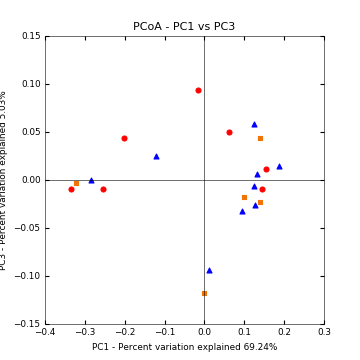 PCoA - PC1 vs PC3
0.15
0.10
0.05
0.00
−0.05
−0.10
−0.15
PC3 - Percent variation explained 5.03%
−0.4 −0.3 −0.2 −0.1 0.0 0.1 0.2 0.3
PC1 - Percent variation explained 69.24%